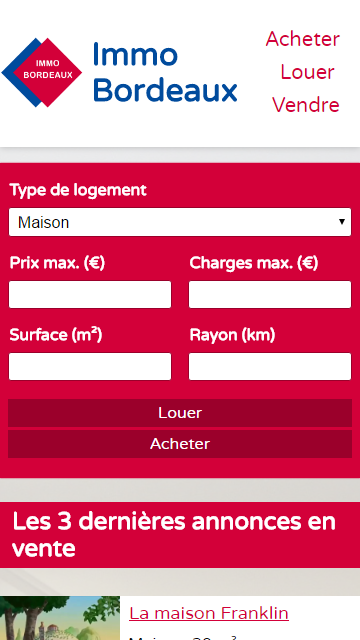 IMMO
BORDEAUX
Immo
Bordeaux
Acheter
Louer
Vendre
Type de logement
Maison
Prix max. (€)
Charges max. (€)
Surface (m²)
Rayon (km)
Louer
Acheter
Les 3 dernières annonces en
vente
La maison Franklin